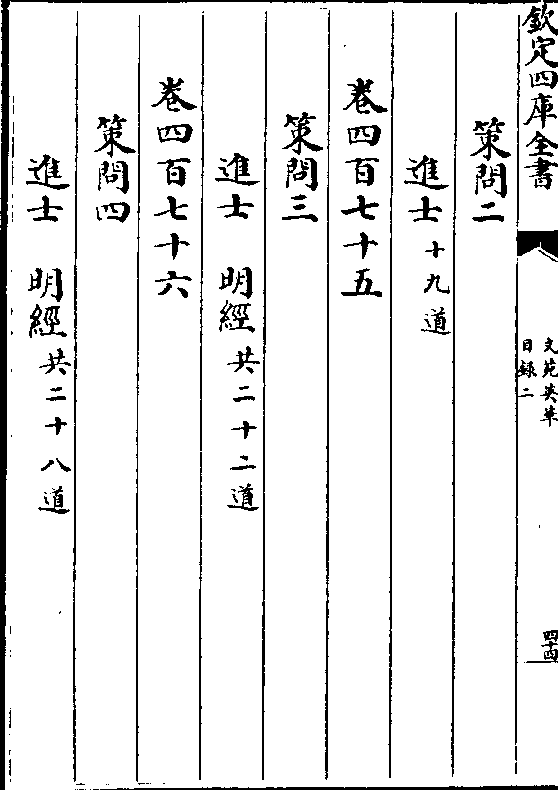 欽定四庫全書
文苑英華
目録二
四十四
策問二
進士十九道
卷四百七十五
策問三
進士 明經共二十二道
卷四百七十六
策問四
進士 明經共二十八道